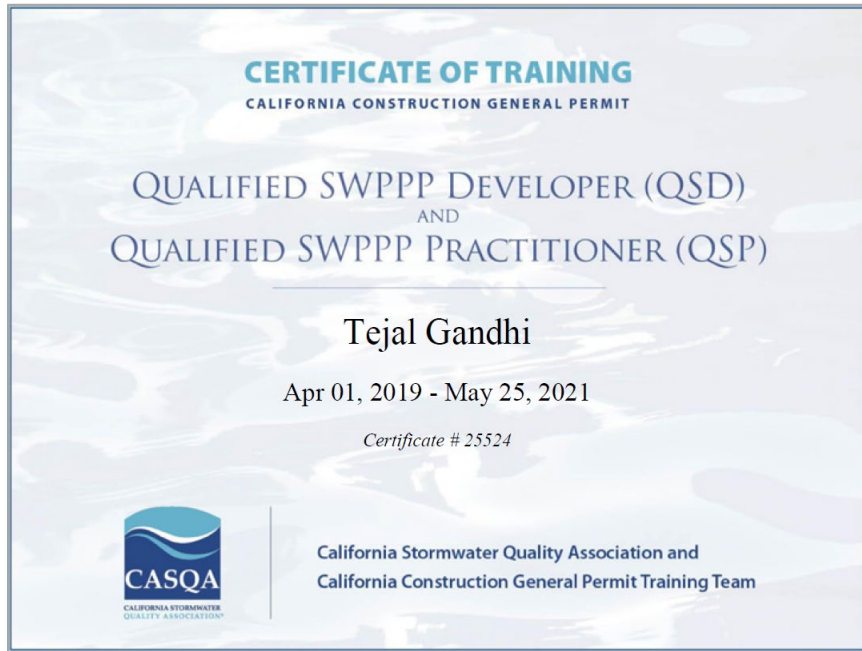 CERTIFICATE OF TRAINING
CALIFORNIA CONSTRUCTION GENERAL PERMIT
QUALIFIED SWPPP DEVELOPER (QSD)
AND
QUALIFIED SWPPP PRACTITIONER (QSP)
Tejal Gandhi
Apr 01, 2019 - May 25, 2021
Certificate # 25524
CASQA
CALIFORNIA STORMWATER
QUALITY ASSOCIATION®
California Stormwater Quality Association and
California Construction General Permit Training Team